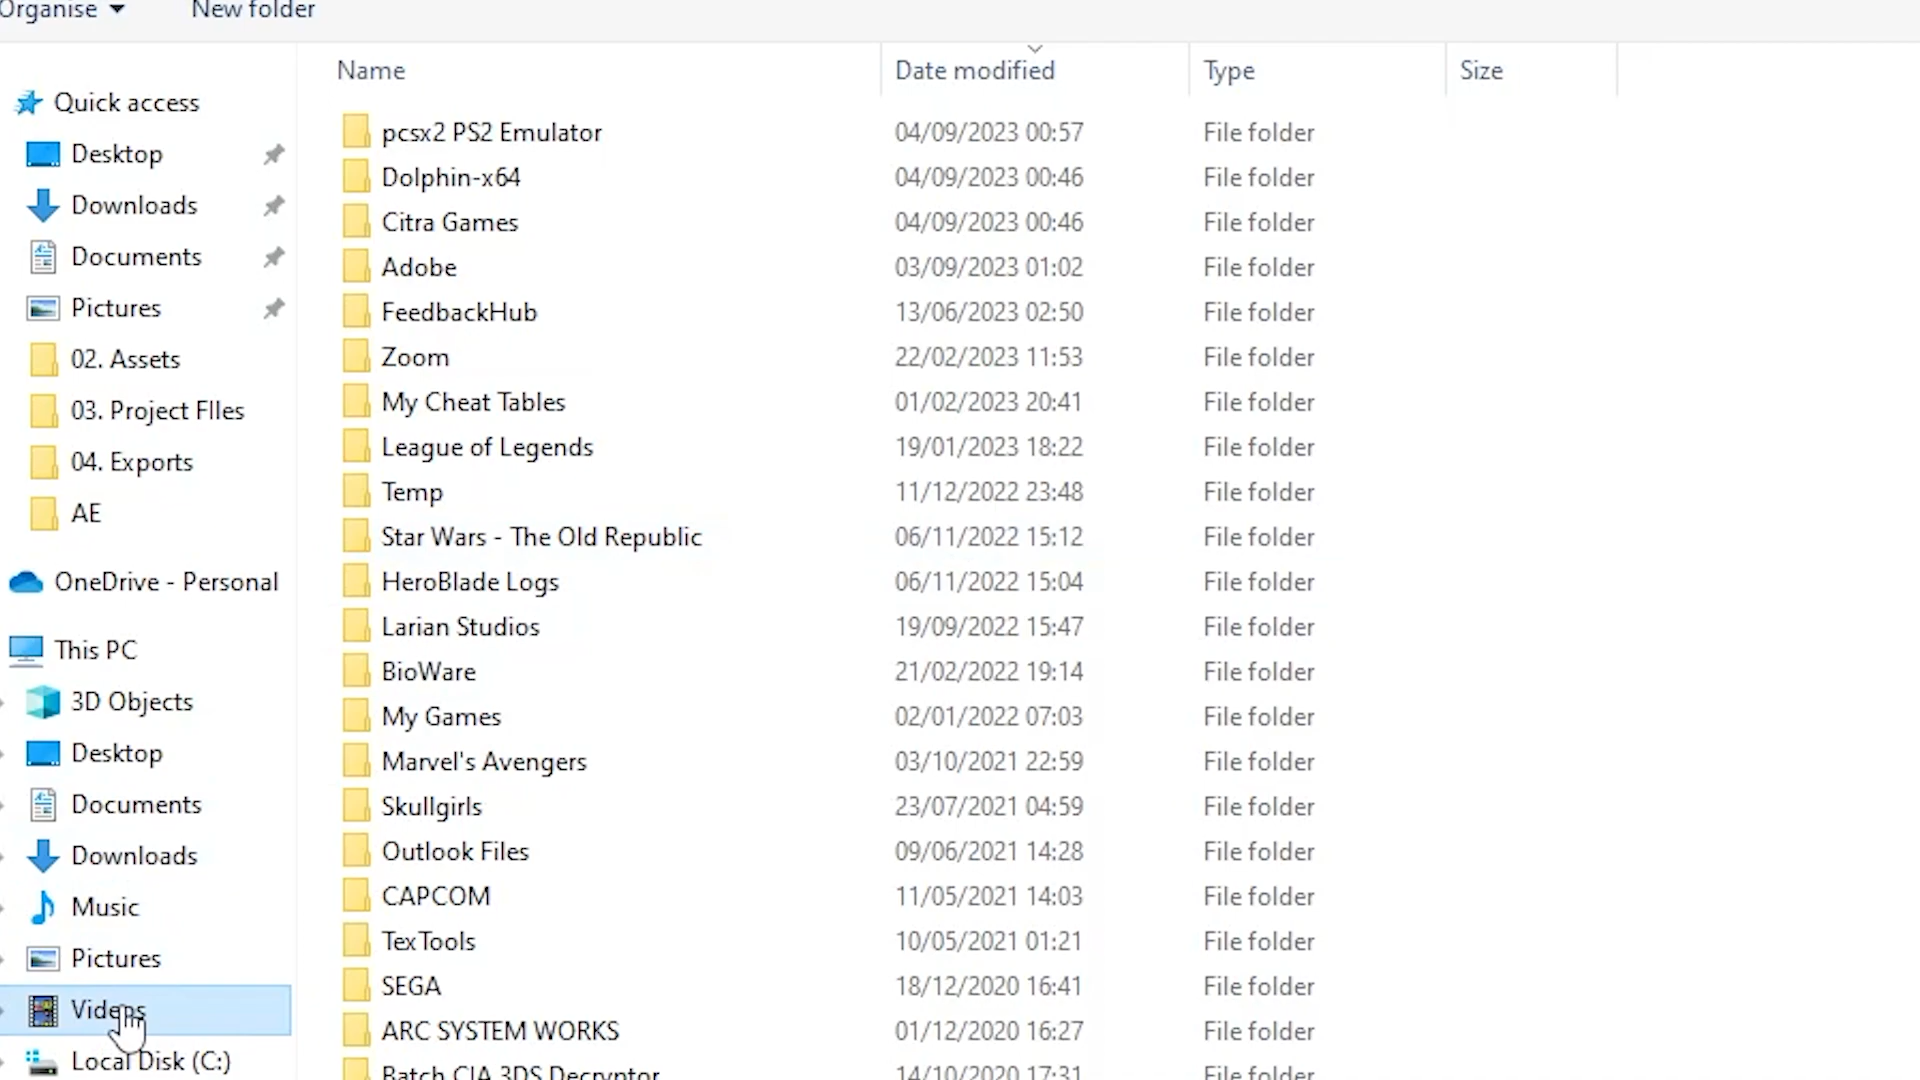 Organise New folder
Name Date modified Type Size
Quick access
Desktop
Downloads
Documents
Pictures
02. Assets
03. Project FIles
04. Exports
AE
OneDrive - Personal
This PC
3D Objects
Desktop
Documents
Downloads
Music
Pictures
Videos
Local Disk (C:)
pcsx2 PS2 Emulator 04/09/2023 00:57 File folder
Dolphin-x64 04/09/2023 00:46 File folder
Citra Games 04/09/2023 00:46 File folder
Adobe 03/09/2023 01:02 File folder
FeedbackHub 13/06/2023 02:50 File folder
Zoom 22/02/2023 11:53 File folder
My Cheat Tables 01/02/2023 20:41 File folder
League of Legends 19/01/2023 18:22 File folder
Temp 11/12/2022 23:48 File folder
Star Wars - The Old Republic 06/11/2022 15:12 File folder
HeroBlade Logs 06/11/2022 15:04 File folder
Larian Studios 19/09/2022 15:47 File folder
BioWare 21/02/2022 19:14 File folder
My Games 02/01/2022 07:03 File folder
Marvel's Avengers 03/10/2021 22:59 File folder
Skullgirls 23/07/2021 04:59 File folder
Outlook Files 09/06/2021 14:28 File folder
CAPCOM 11/05/2021 14:03 File folder
TexTools 10/05/2021 01:21 File folder
SEGA 18/12/2020 16:41 File folder
ARC SYSTEM WORKS 01/12/2020 16:27 File folder
Batch CIA 3DS Decryptor 14/10/2020 17:31 File folder